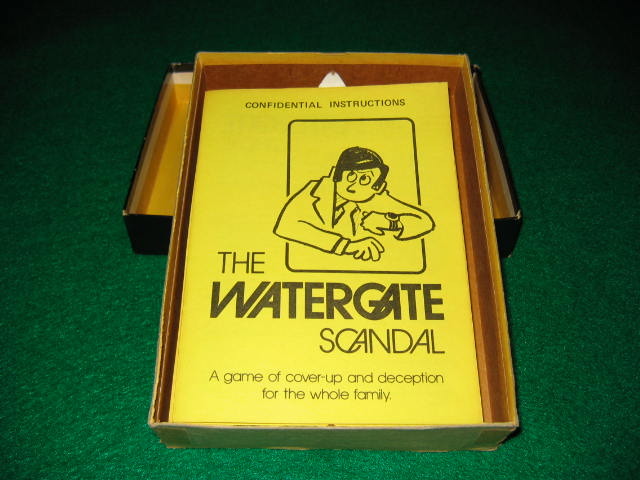 CONFIDENTIAL INSTRUCTIONS
THE
WATERGATE
SCANDAL
A game of cover-up and deception
for the whole family.